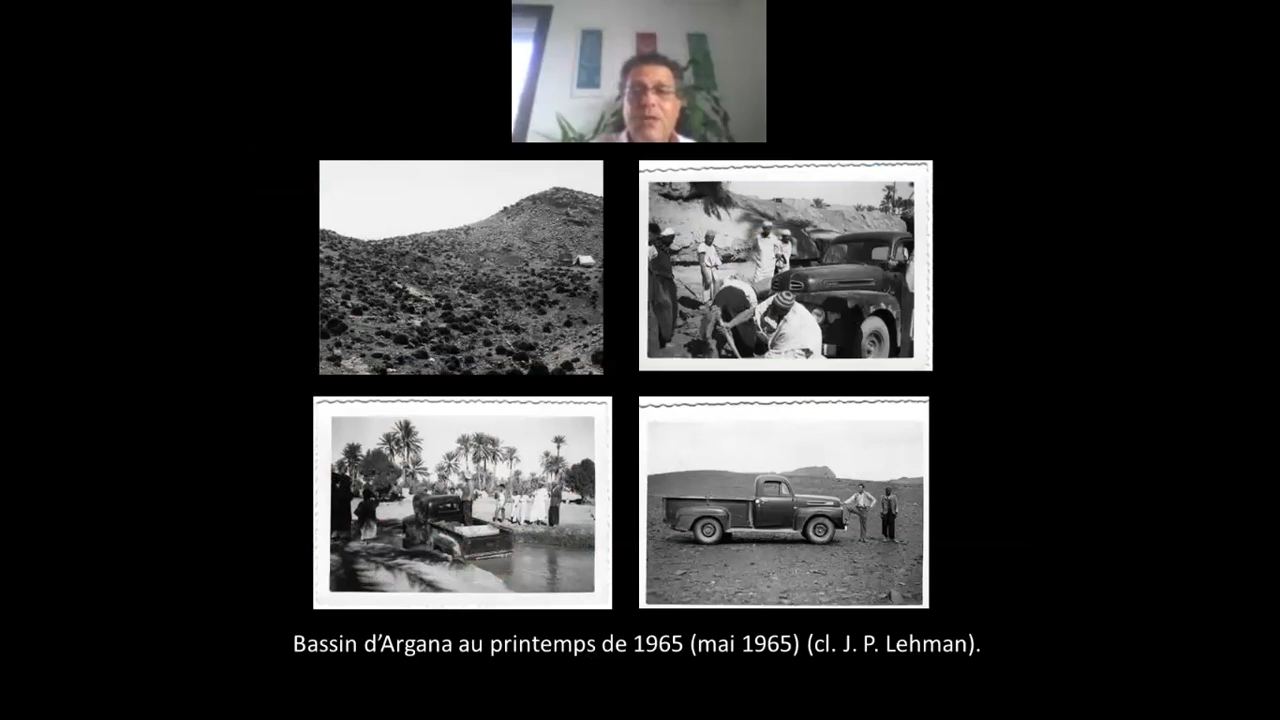 Bassin d’Argana au printemps de 1965 (mai 1965) (cl. J. P. Lehman).